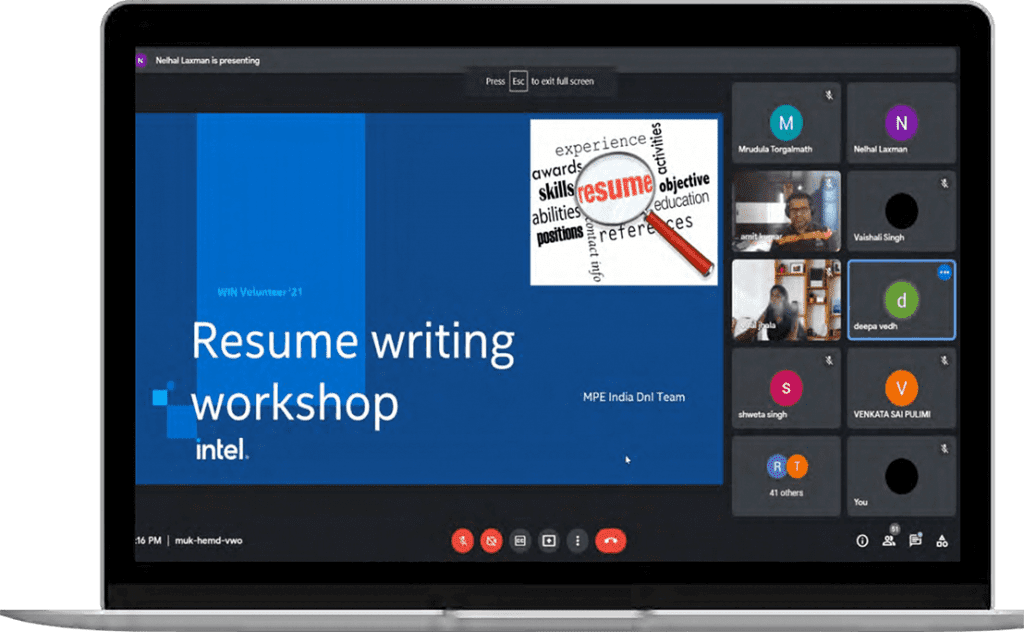 N Nelhal Laxman is presenting
Press Esc to exit full screen
experience
activities
awards
skills
resume
objective
abilities
education
positions
references
contact info
WIN Volunteer '21
Resume writing
workshop
MPE India DnI Team
intel.
M
Mrudula Torgalmath
N
Nelhal Laxman
amit kumar
Vaishali Singh
jhala
d
deepa vedh
S
shweta singh
V
VENKATA SAI PULIMI
R T
41 others
You
:16 PM | muk-hemd-vwo
51